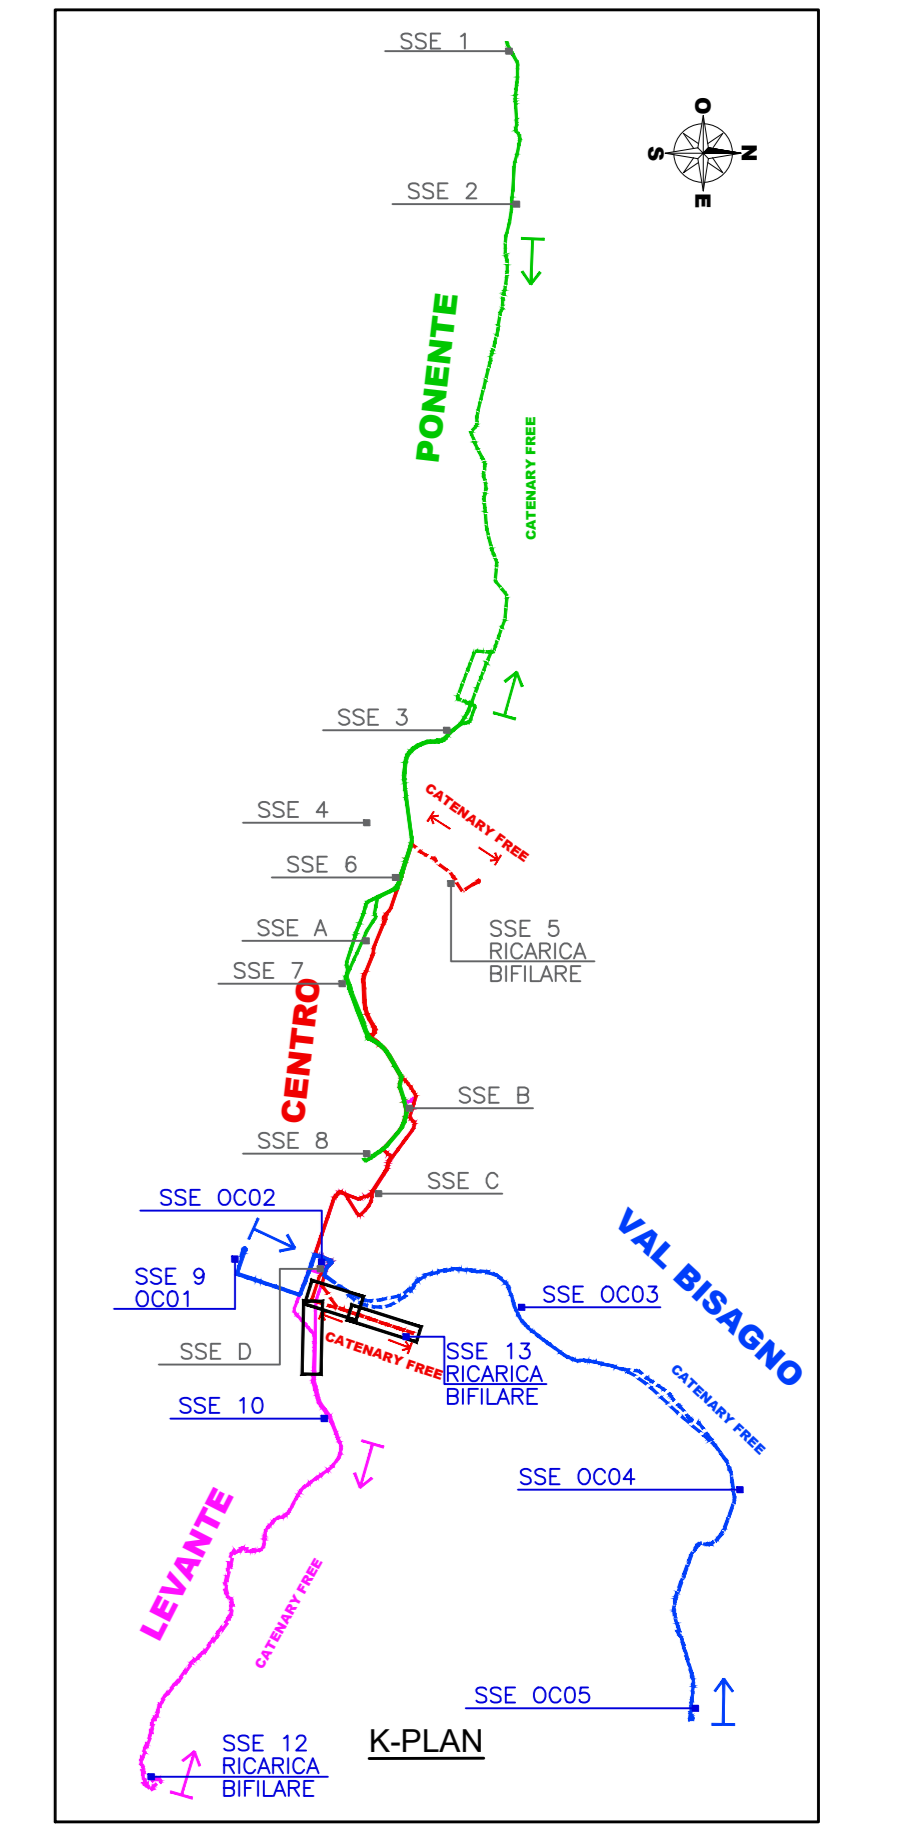 SSE 1
O
S
N
E
SSE 2
PONENTE
CATENARY FREE
SSE 3
CATENARY FREE
SSE 4
SSE 6
SSE A
SSE 5
RICARICA
BIFILARE
SSE 7
CENTRO
SSE B
SSE 8
SSE C
SSE OC02
VAL BISAGNO
SSE 9
OC01
SSE OC03
SSE D
CATENARY FREE
SSE 13
RICARICA
BIFILARE
CATENARY FREE
SSE 10
SSE OC04
LEVANTE
CATENARY FREE
SSE OC05
K-PLAN
SSE 12
RICARICA
BIFILARE